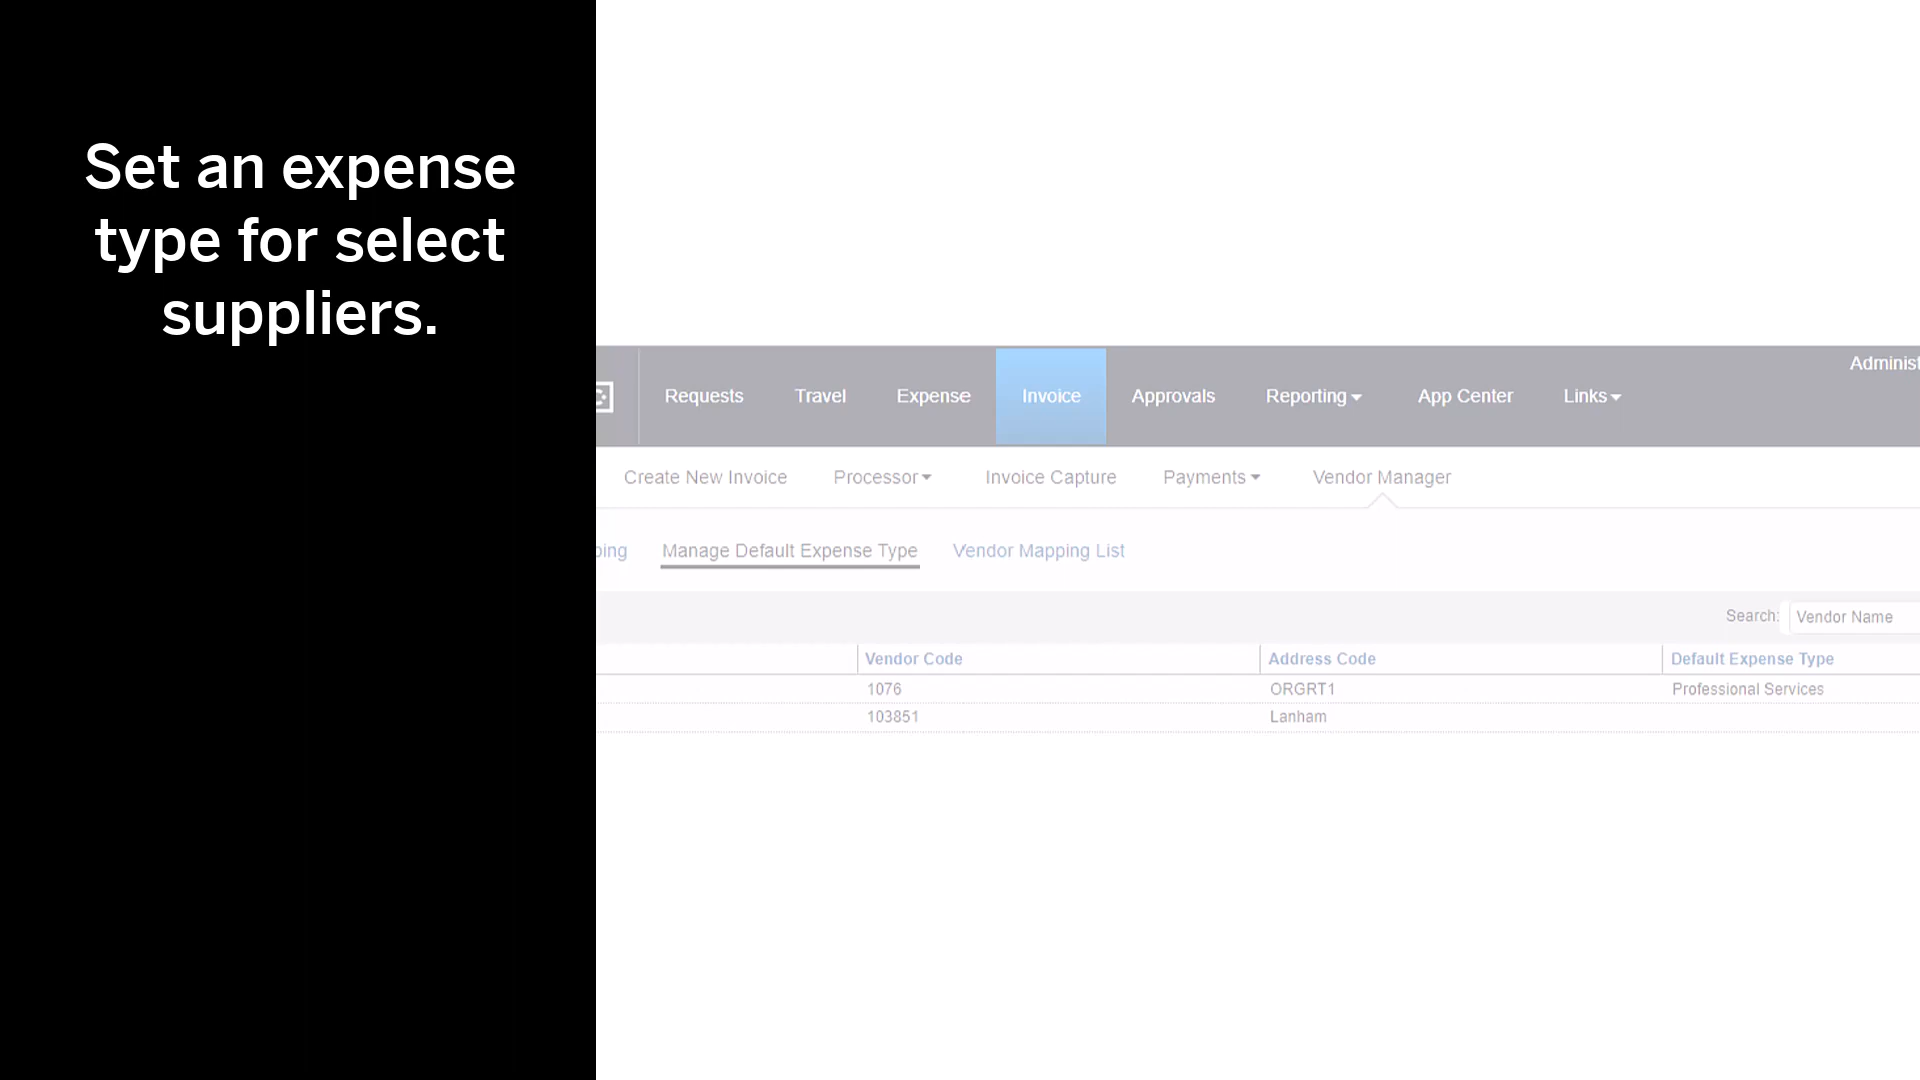 Set an expense
type for select
suppliers.
Requests Travel Expense Invoice Approvals Reporting App Center Links
Create New Invoice Processor Invoice Capture Payments Vendor Manager
Manage Default Expense Type Vendor Mapping List
Search: Vendor Name
Vendor Code Address Code Default Expense Type
1076 ORGRT1 Professional Services
103851 Lanham